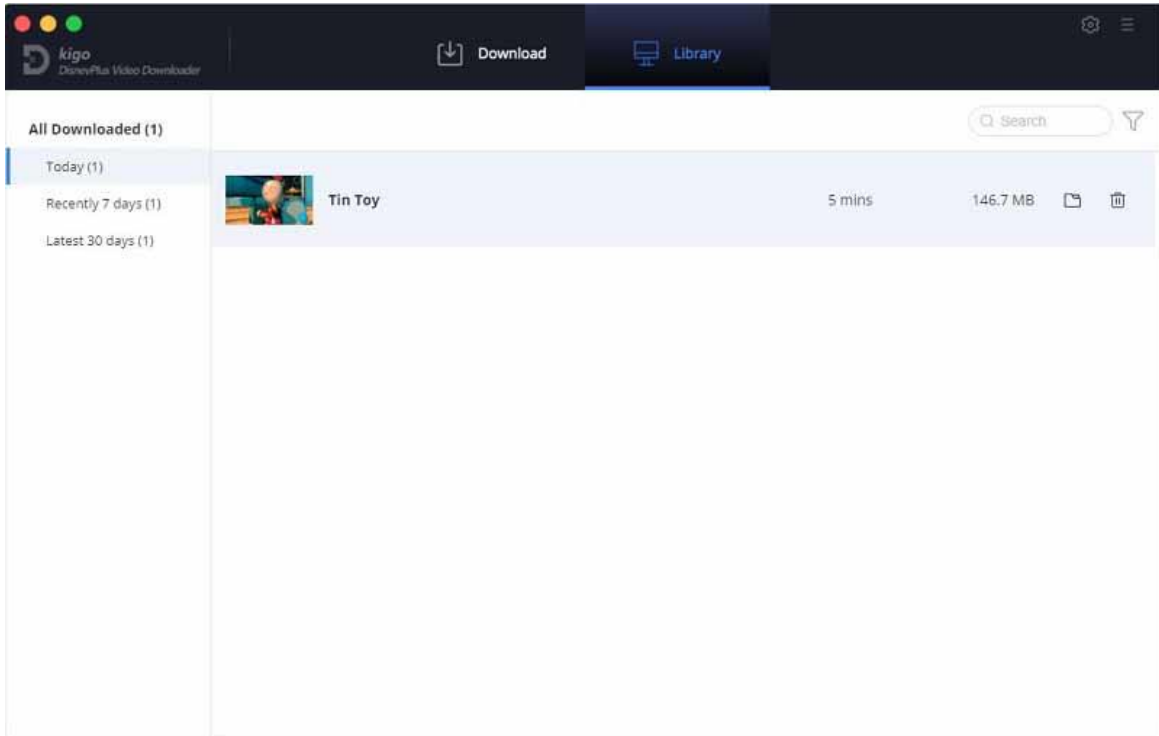 kigo
DisneyPlus Video Downloader
Download
Library
All Downloaded (1)
Search
Today (1)
Recently 7 days (1)
Latest 30 days (1)
Tin Toy
5 mins
146.7 MB